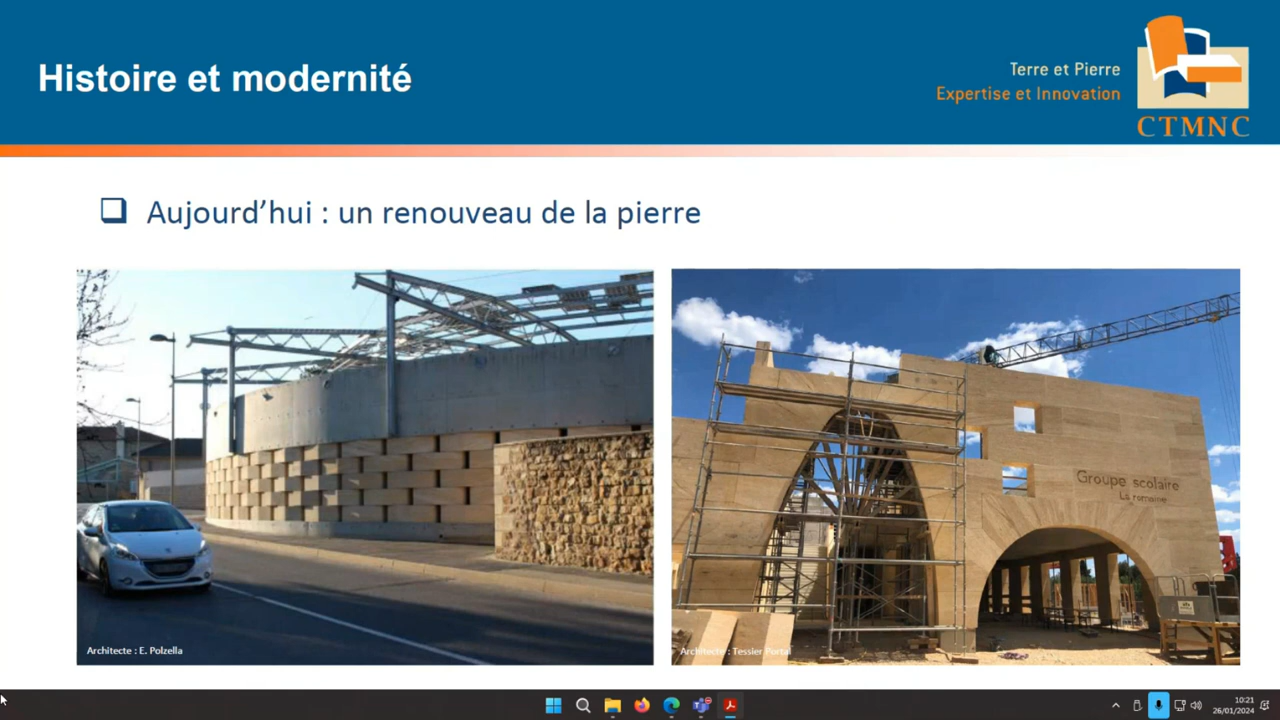 Histoire et modernité
Terre et Pierre
Expertise et Innovation
CTMNC
Aujourd’hui : un renouveau de la pierre
Groupe scolaire
La romaine
Architecte : E. Polzella
Architecte : Tessier Portal
10:21
26/01/2024